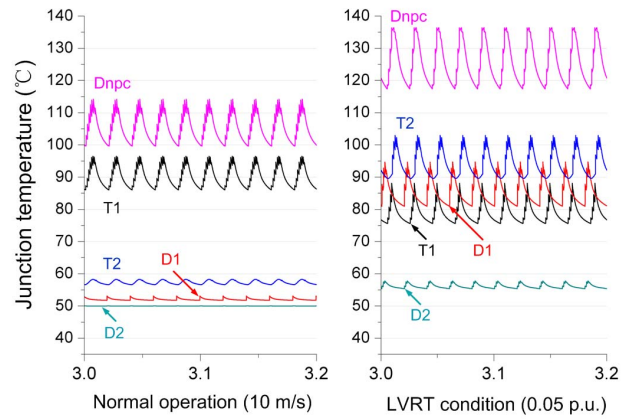 Junction temperature (℃)
140
130
120
110
100
90
80
70
60
50
40
Dnpc
T1
T2
D1
D2
3.0
3.1
3.2
Normal operation (10 m/s)
140
130
120
110
100
90
80
70
60
50
40
Dnpc
T2
T1
D1
D2
3.0
3.1
3.2
LVRT condition (0.05 p.u.)